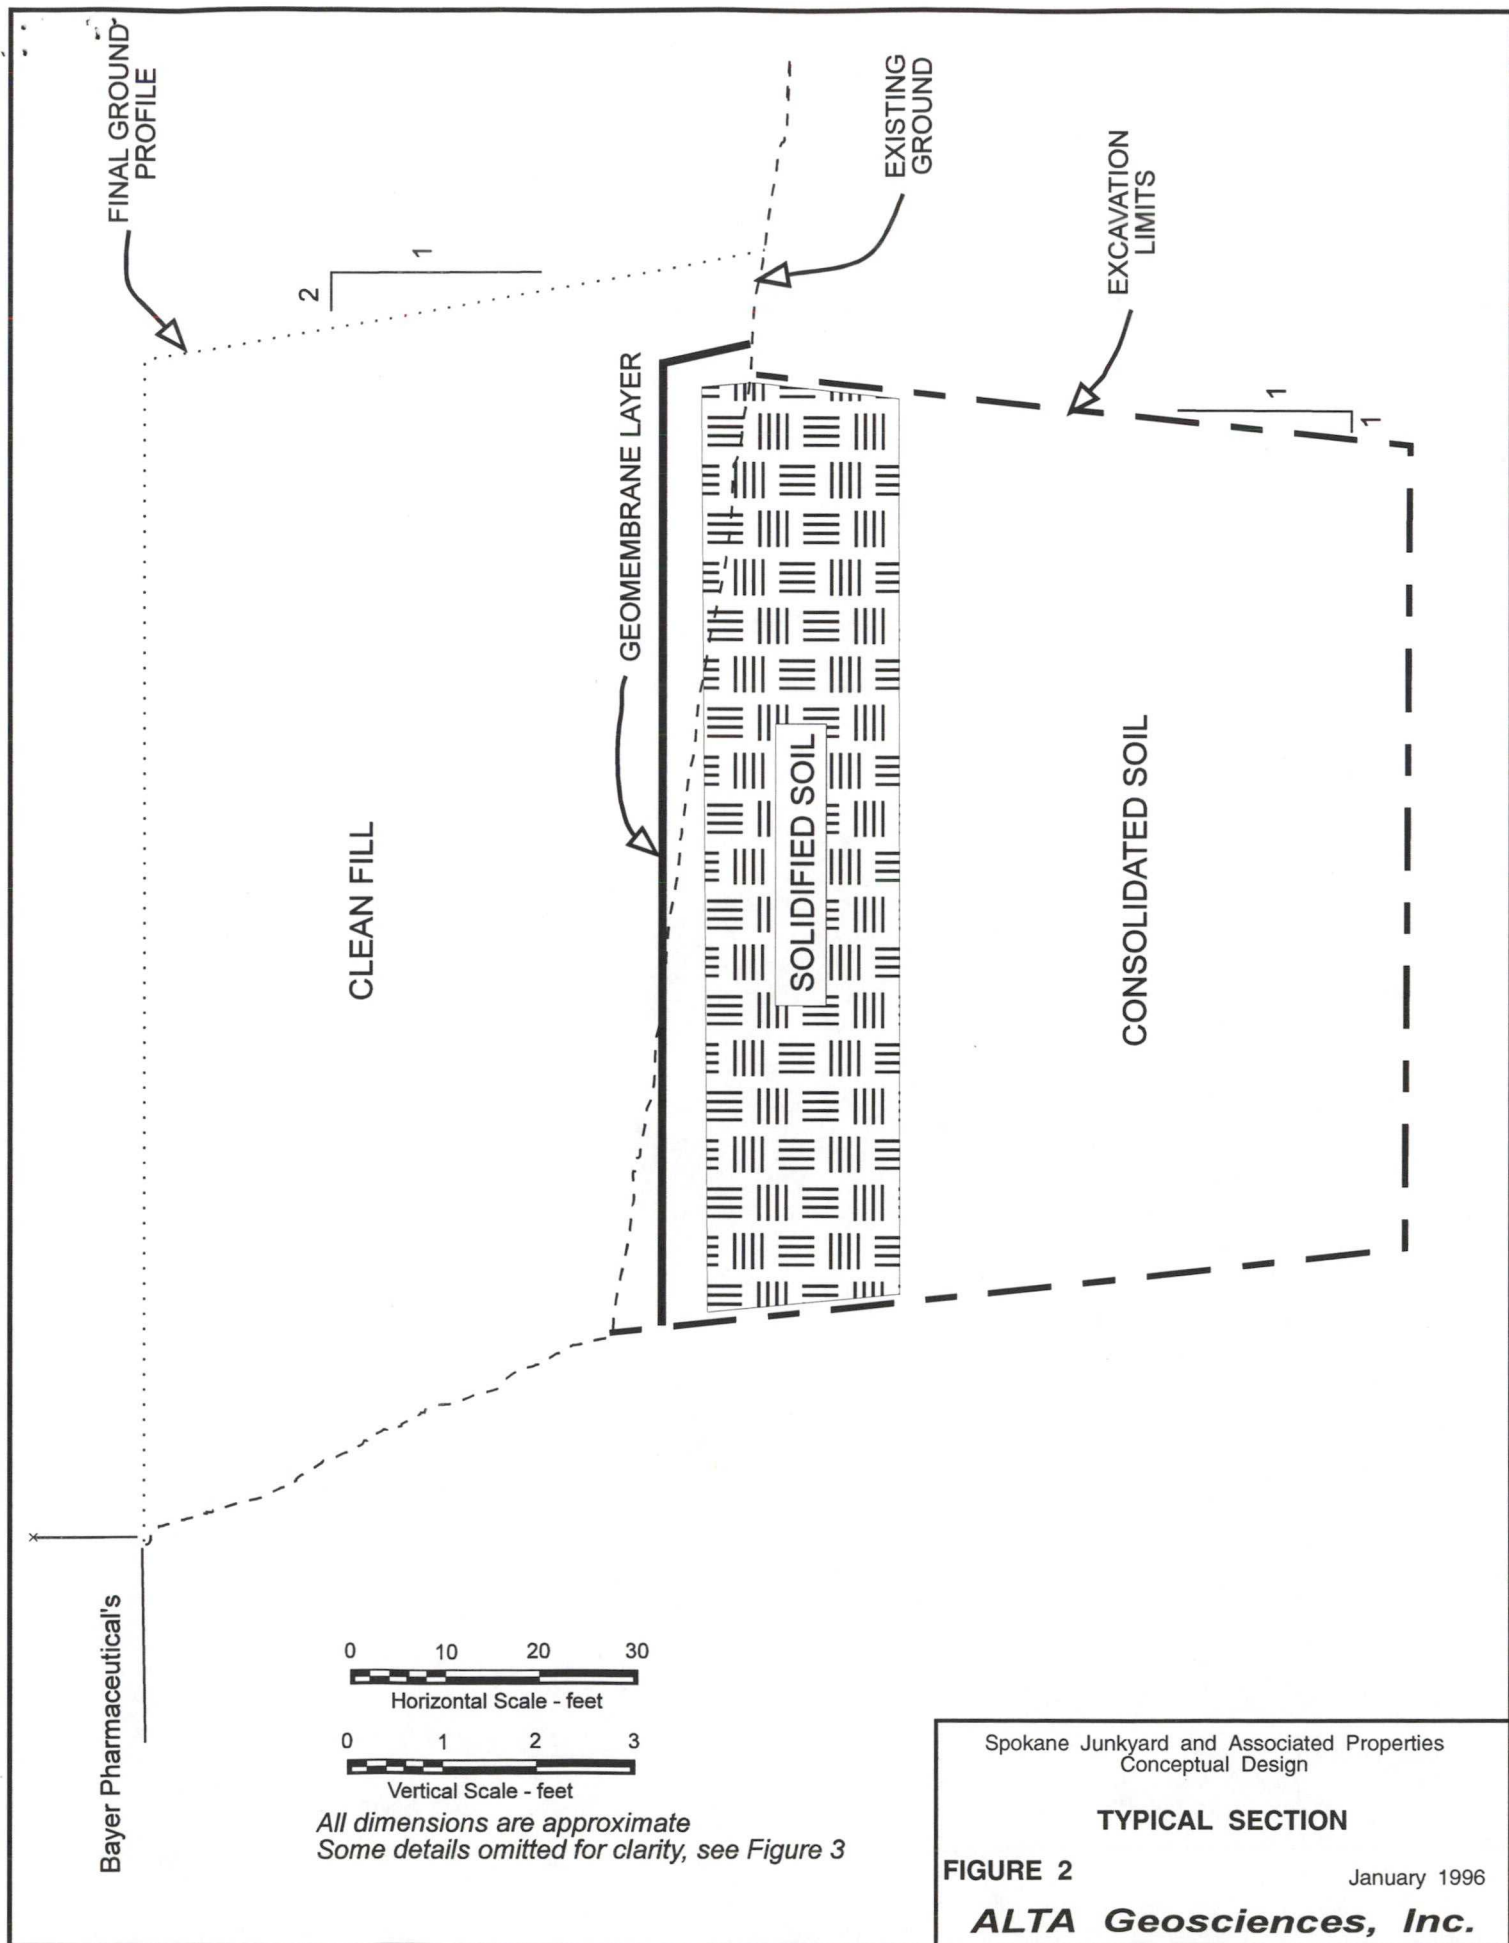 FINAL GROUND
PROFILE
2
1
EXISTING
GROUND
EXCAVATION
LIMITS
1
1
GEOMEMBRANE LAYER
CLEAN FILL
SOLIDIFIED SOIL
CONSOLIDATED SOIL
Bayer Pharmaceutical's
0 10 20 30
Horizontal Scale - feet
0 1 2 3
Vertical Scale - feet
All dimensions are approximate
Some details omitted for clarity, see Figure 3
Spokane Junkyard and Associated Properties
Conceptual Design
TYPICAL SECTION
FIGURE 2
January 1996
ALTA Geosciences, Inc.